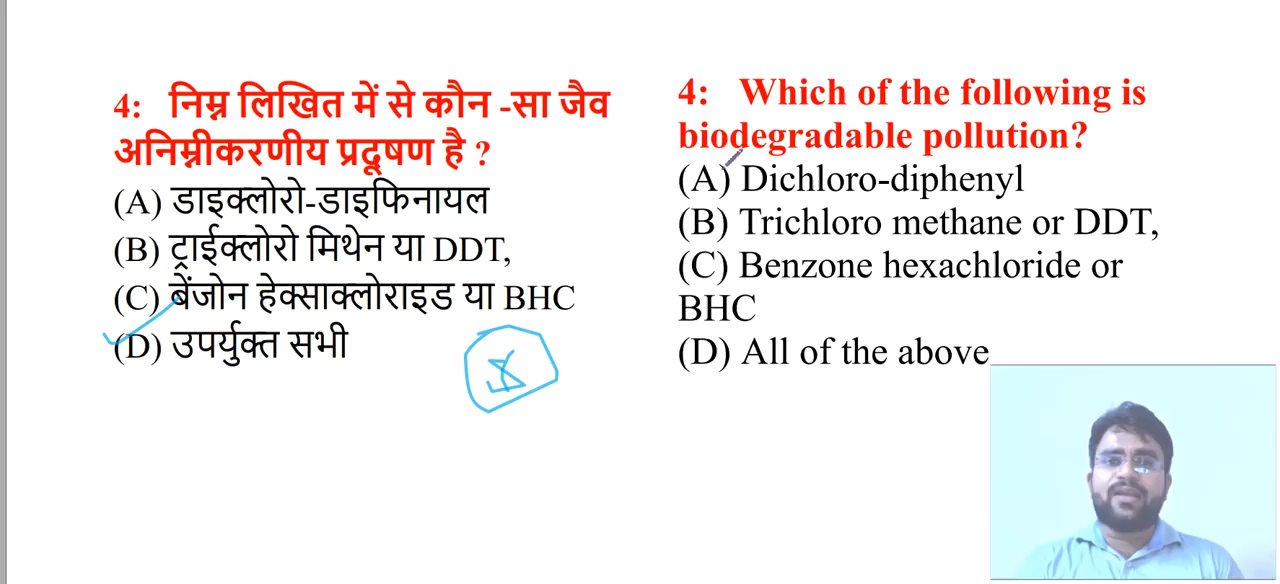 4: निम्न लिखित में से कौन -सा जैव
अनिम्नीकरणीय प्रदूषण है ?
(A) डाइक्लोरो-डाइफिनायल
(B) ट्राईक्लोरो मिथेन या DDT,
(C) बेंजोन हेक्साक्लोराइड या BHC
(D) उपर्युक्त सभी
4: Which of the following is
biodegradable pollution?
(A) Dichloro-diphenyl
(B) Trichloro methane or DDT,
(C) Benzone hexachloride or
BHC
(D) All of the above